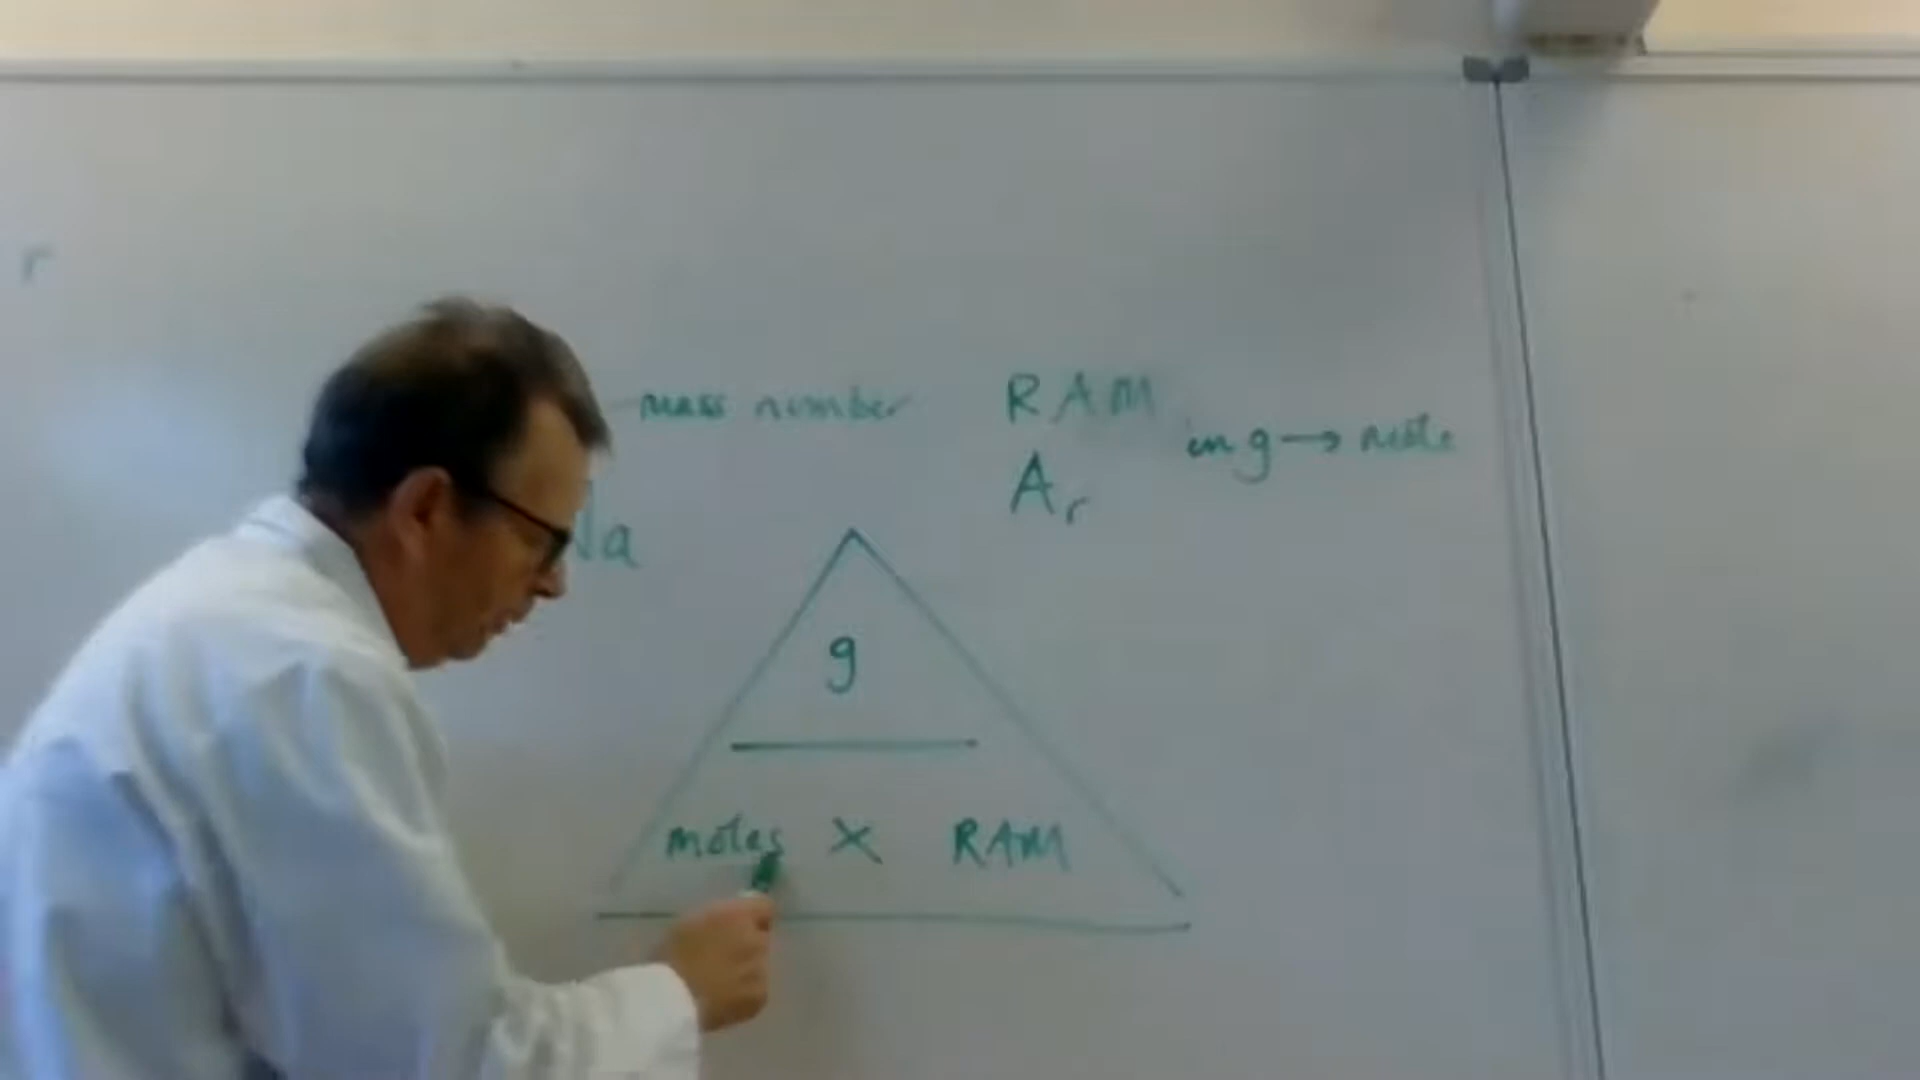 r
mass number
RAM
in g → mole
Ar
Na
g
moles X RAM